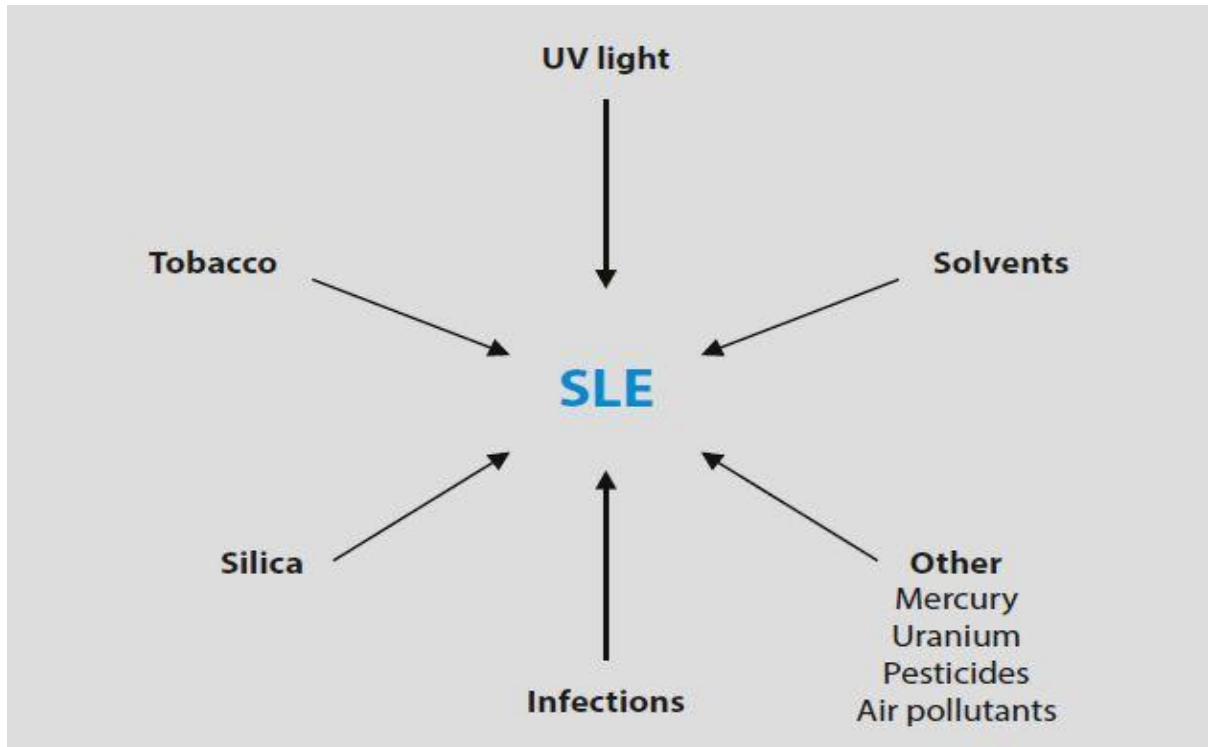 UV light
Tobacco
Solvents
SLE
Silica
Other
Mercury
Uranium
Pesticides
Air pollutants
Infections